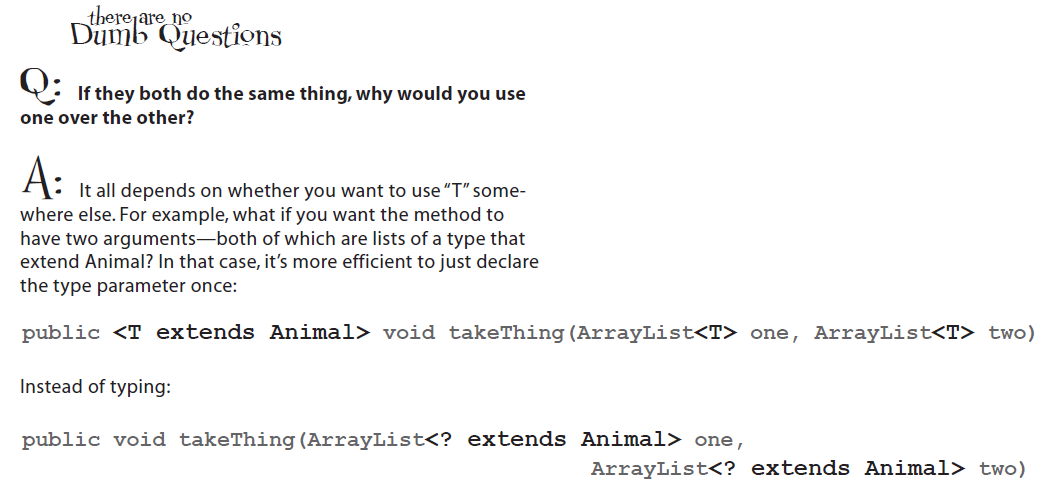 there are no
Dumb Questions
Q: If they both do the same thing, why would you use
one over the other?
A: It all depends on whether you want to use “T” some-
where else. For example, what if you want the method to
have two arguments—both of which are lists of a type that
extend Animal? In that case, it’s more efficient to just declare
the type parameter once:
public <T extends Animal> void takeThing(ArrayList<T> one, ArrayList<T> two)
Instead of typing:
public void takeThing(ArrayList<? extends Animal> one,
ArrayList<? extends Animal> two)